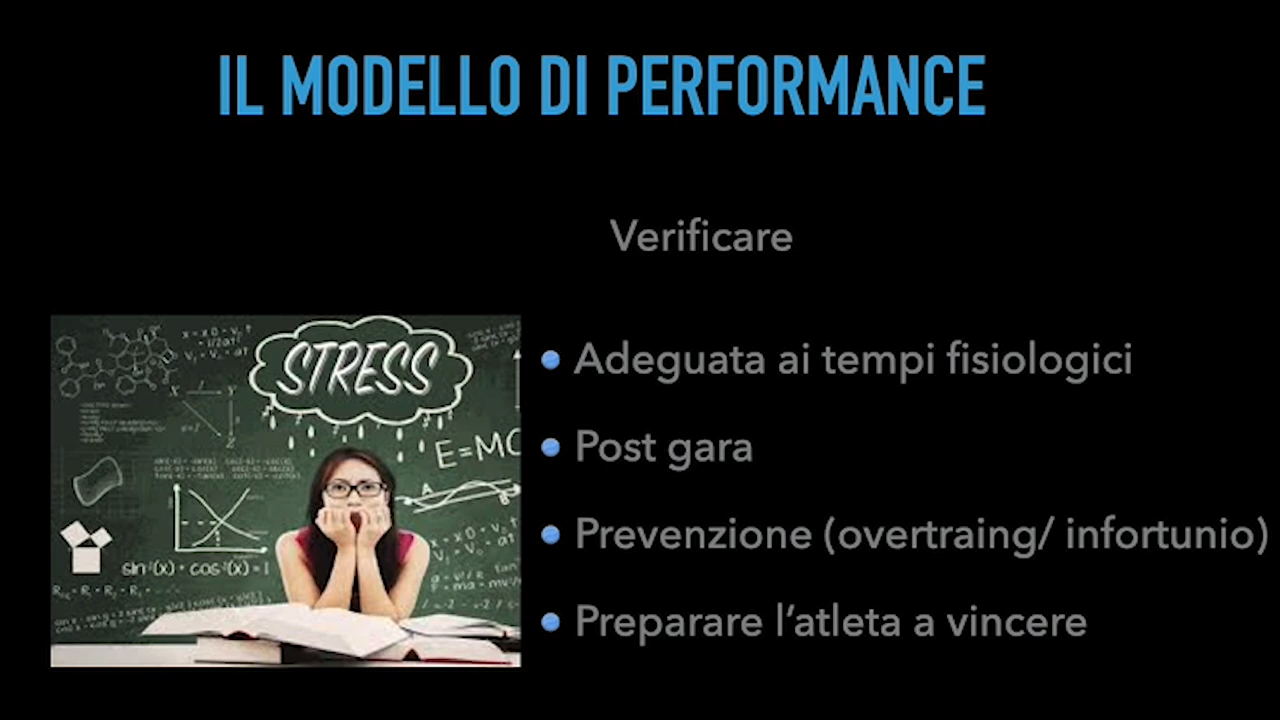 IL MODELLO DI PERFORMANCE
Verificare
STRESS
E=MC
sin²(x) + cos²(x) = 1
Adeguata ai tempi fisiologici
Post gara
Prevenzione (overtraing/ infortunio)
Preparare l'atleta a vincere